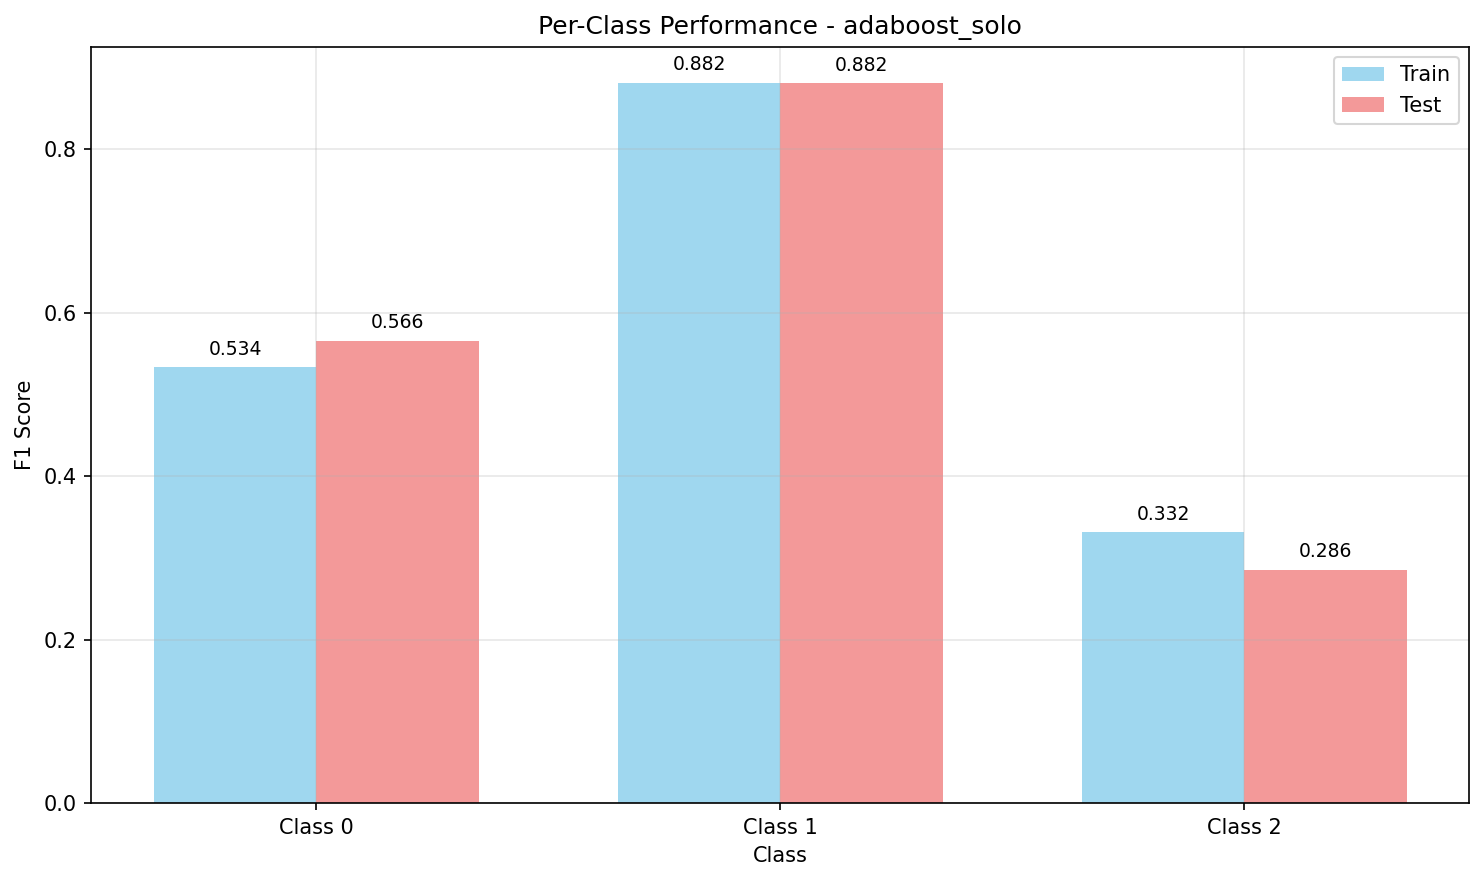 Per-Class Performance - adaboost_solo
Train
Test
F1 Score
0.8
0.6
0.4
0.2
0.0
0.534
0.566
0.882
0.882
0.332
0.286
Class 0
Class 1
Class 2
Class